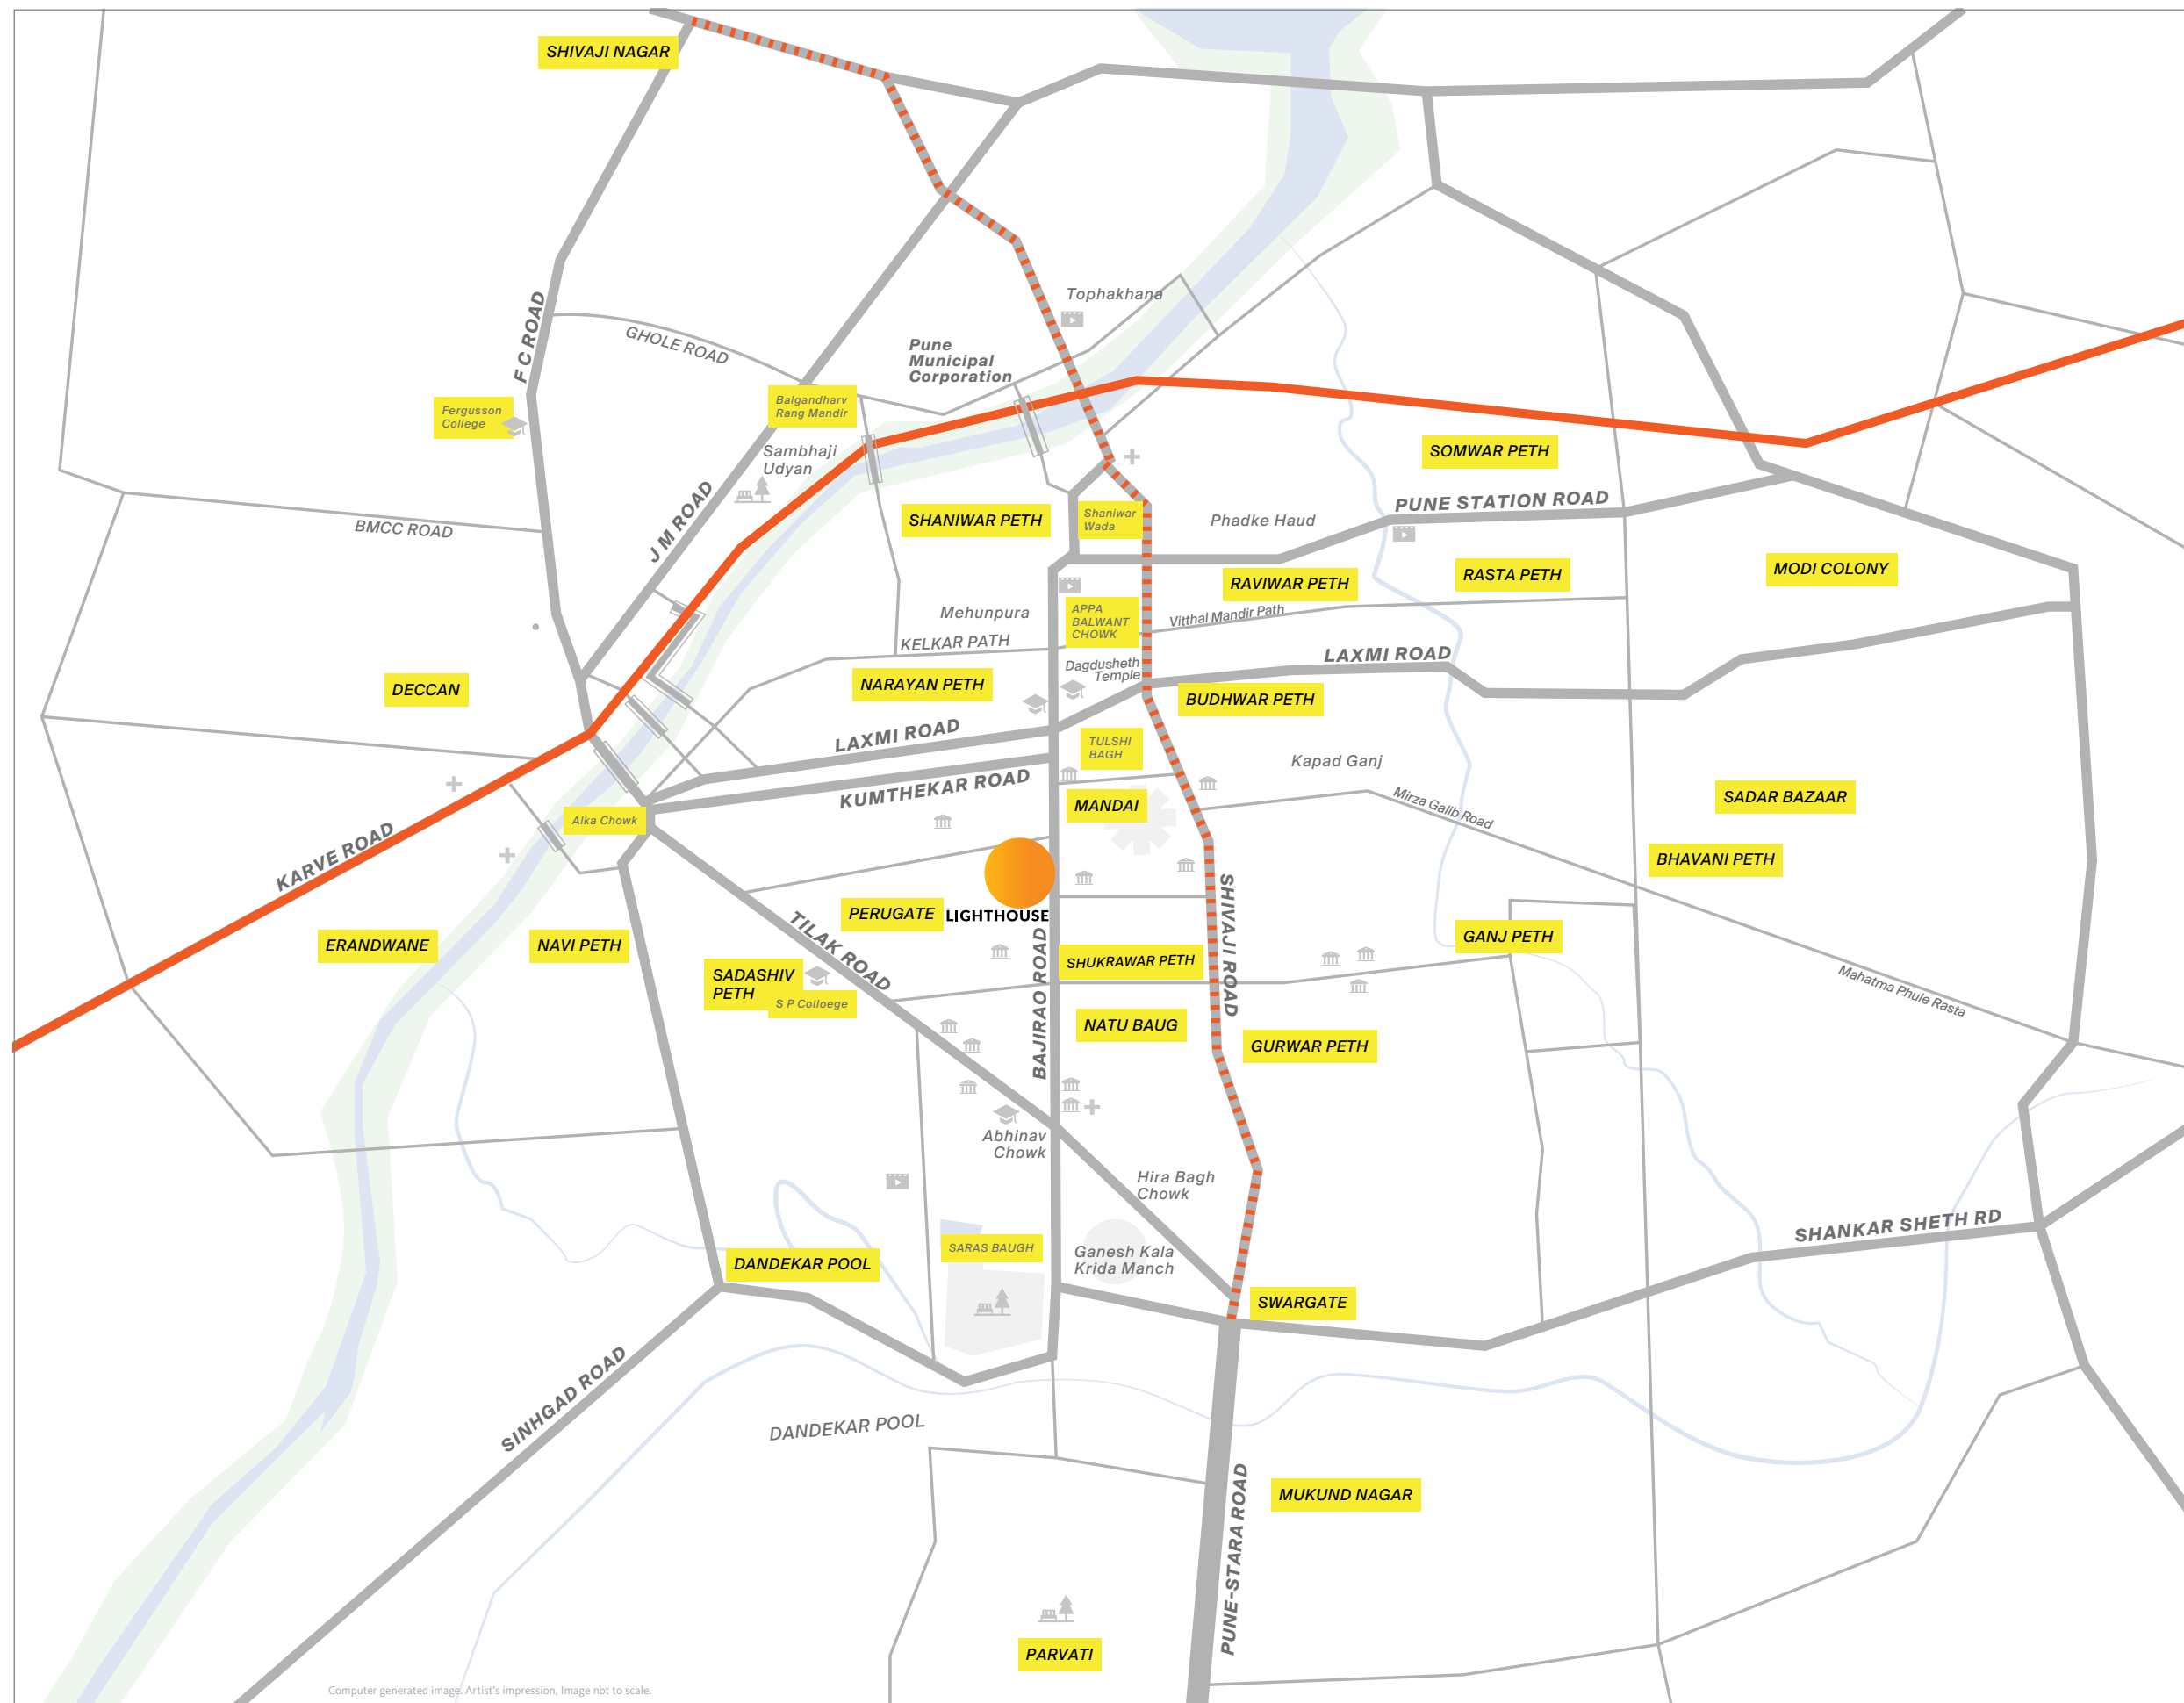 SHIVAJI NAGAR
Tophakhana
F C ROAD
GHOLE ROAD
Pune
Municipal
Corporation
Balgandharv
Rang Mandir
Fergusson
College
Sambhaji
Udyan
SOMWAR PETH
J M ROAD
PUNE STATION ROAD
BMCC ROAD
SHANIWAR PETH
Shaniwar
Wada
Phadke Haud
MODI COLONY
RASTA PETH
RAVIWAR PETH
Mehunpura
APPA
BALWANT
CHOWK
Vitthal Mandir Path
KELKAR PATH
LAXMI ROAD
Dagdusheth
Temple
DECCAN
NARAYAN PETH
BUDHWAR PETH
LAXMI ROAD
TULSHI
BAGH
Kapad Ganj
KUMTHEKAR ROAD
MANDAI
SADAR BAZAAR
Mirza Galib Road
Alka Chowk
KARVE ROAD
BHAVANI PETH
PERUGATE
LIGHTHOUSE
TILAK ROAD
SHIVAJI ROAD
ERANDWANE
NAVI PETH
GANJ PETH
BAJIRAO ROAD
SHUKRAWAR PETH
SADASHIV
PETH
S P Colloege
Mahatma Phule Rasta
NATU BAUG
GURWAR PETH
Abhinav
Chowk
Hira Bagh
Chowk
SHANKAR SHETH RD
SARAS BAUGH
Ganesh Kala
Krida Manch
DANDEKAR POOL
SWARGATE
SINHGAD ROAD
DANDEKAR POOL
MUKUND NAGAR
PUNE-STARA ROAD
PARVATI
Computer generated image. Artist's impression, Image not to scale.